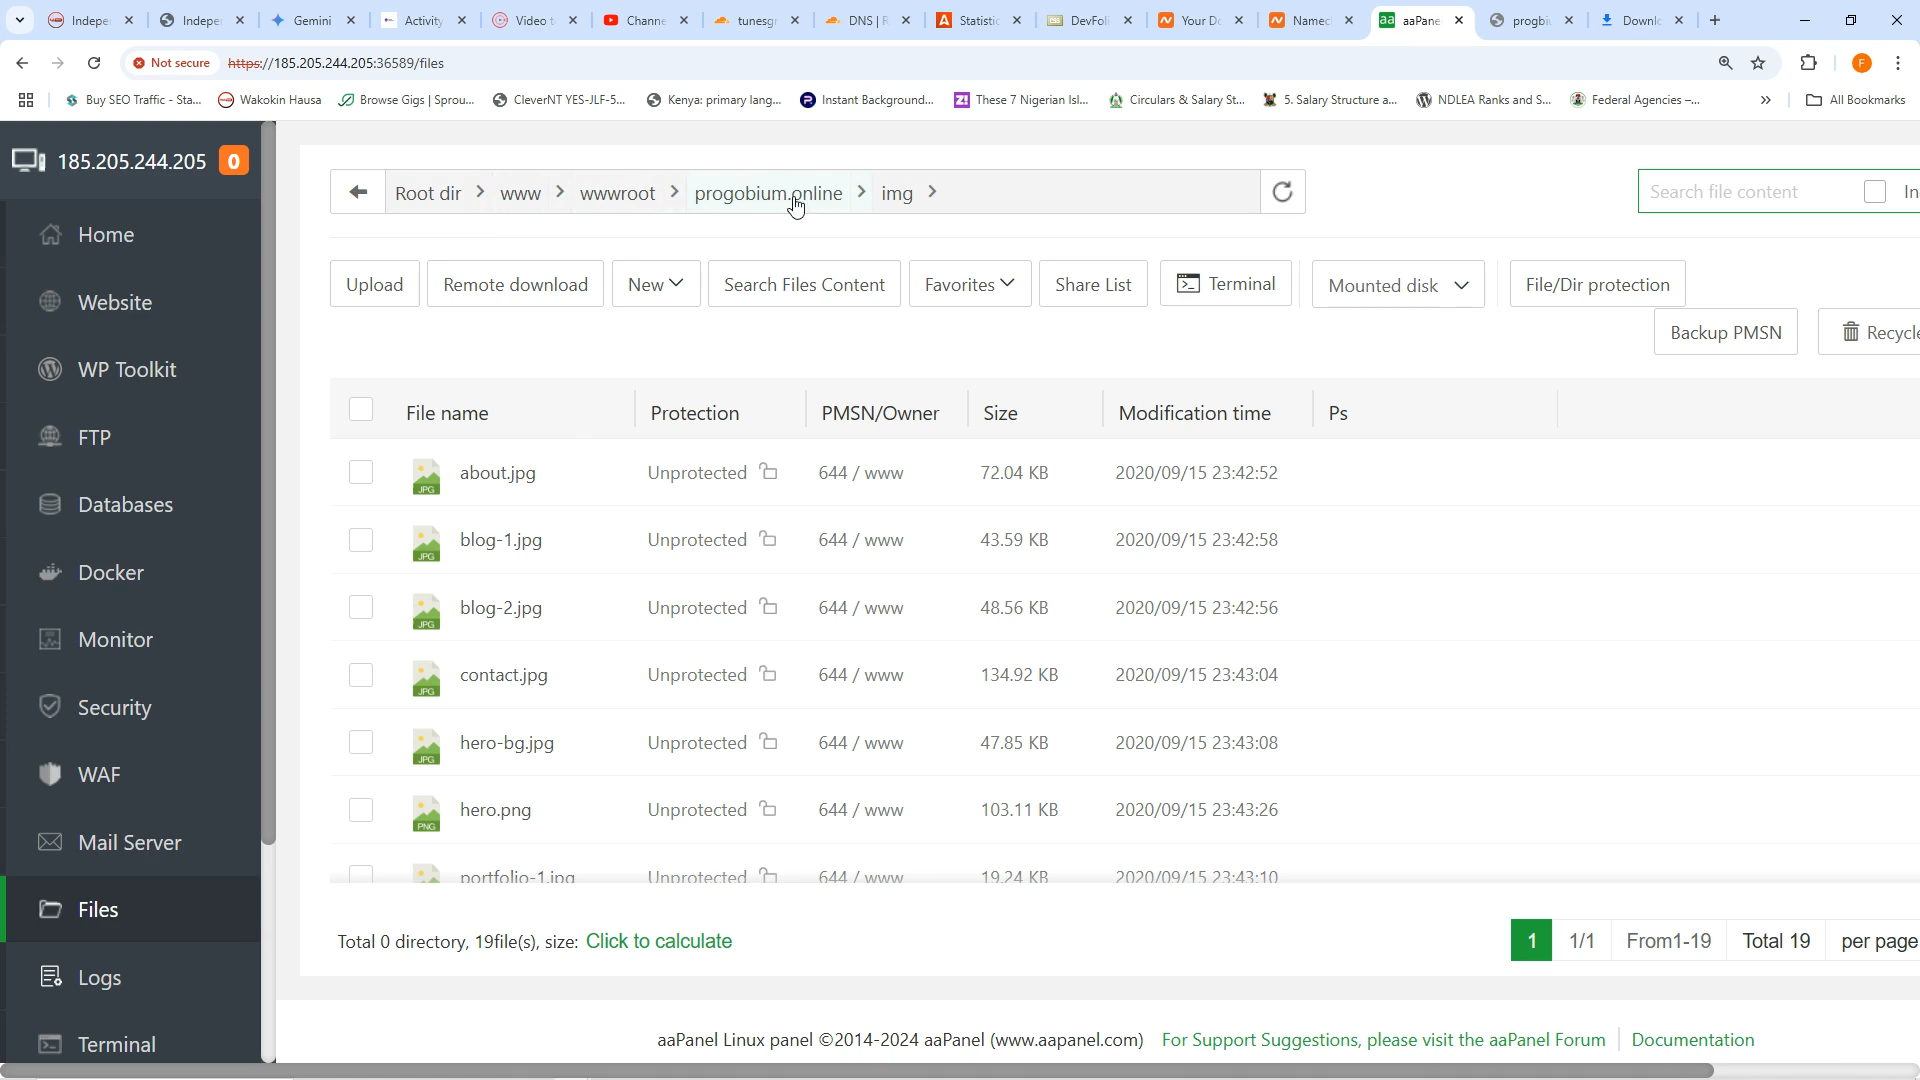 Indepe
Indepe
Gemini
Activity
Video t
Channe
tunesgr
DNS | R
Statistic
DevFoli
Your Do
Namec
aaPane
progbi
Downlo
Not secure
https://185.205.244.205:36589/files
F
Buy SEO Traffic - Sta...
Wakokin Hausa
Browse Gigs | Sprou...
CleverNT YES-JLF-5...
Kenya: primary lang...
Instant Background...
These 7 Nigerian Isl...
Circulars & Salary St...
5. Salary Structure a...
NDLEA Ranks and S...
Federal Agencies –...
All Bookmarks
185.205.244.205
0
Home
Website
WP Toolkit
FTP
Databases
Docker
Monitor
Security
WAF
Mail Server
Files
Logs
Terminal
Root dir > www > wwwroot > progobium.online > img >
Search file content
In
Upload
Remote download
New
Search Files Content
Favorites
Share List
Terminal
Mounted disk
File/Dir protection
Backup PMSN
Recycle
File name Protection PMSN/Owner Size Modification time Ps
about.jpg Unprotected 644 / www 72.04 KB 2020/09/15 23:42:52
blog-1.jpg Unprotected 644 / www 43.59 KB 2020/09/15 23:42:58
blog-2.jpg Unprotected 644 / www 48.56 KB 2020/09/15 23:42:56
contact.jpg Unprotected 644 / www 134.92 KB 2020/09/15 23:43:04
hero-bg.jpg Unprotected 644 / www 47.85 KB 2020/09/15 23:43:08
hero.png Unprotected 644 / www 103.11 KB 2020/09/15 23:43:26
portfolio-1.jpg Unprotected 644 / www 19.24 KB 2020/09/15 23:43:10
Total 0 directory, 19file(s), size: Click to calculate
1
1/1
From1-19
Total 19
per page
aaPanel Linux panel ©2014-2024 aaPanel (www.aapanel.com) For Support Suggestions, please visit the aaPanel Forum Documentation